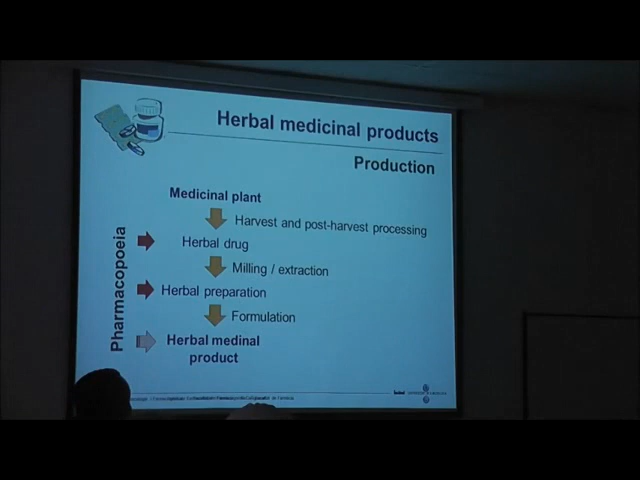 Herbal medicinal products
Production
Medicinal plant
Harvest and post-harvest processing
Herbal drug
Milling / extraction
Herbal preparation
Formulation
Herbal medinal
product
Pharmacopoeia